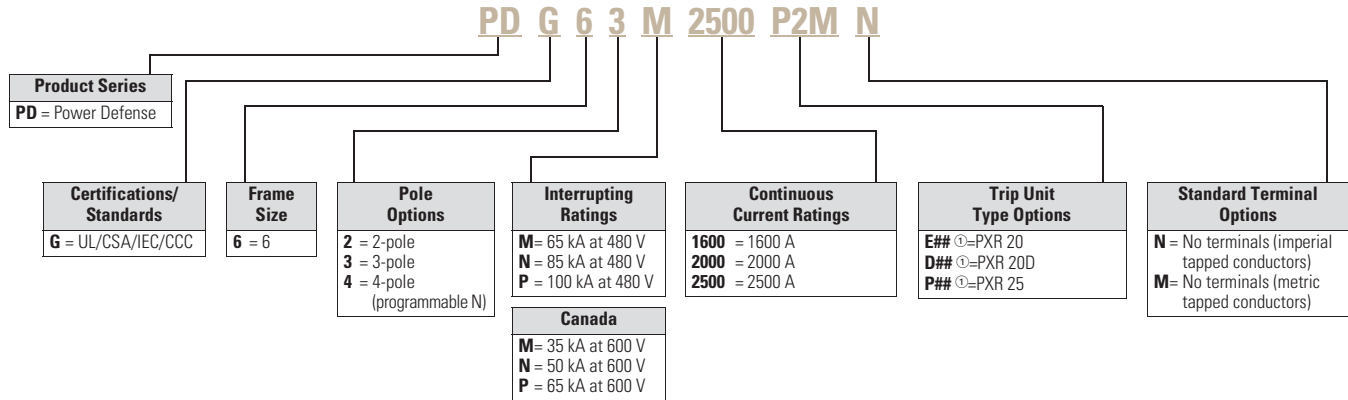 PD G 6 3 M 2500 P2M N
Product Series
PD = Power Defense
Certifications/
Standards
G = UL/CSA/IEC/CCC
Frame
Size
6 = 6
Pole
Options
2 = 2-pole
3 = 3-pole
4 = 4-pole
(programmable N)
Interrupting
Ratings
M= 65 kA at 480 V
N = 85 kA at 480 V
P = 100 kA at 480 V
Canada
M= 35 kA at 600 V
N = 50 kA at 600 V
P = 65 kA at 600 V
Continuous
Current Ratings
1600 = 1600 A
2000 = 2000 A
2500 = 2500 A
Trip Unit
Type Options
E## ①=PXR 20
D## ①=PXR 20D
P## ①=PXR 25
Standard Terminal
Options
N = No terminals (imperial
tapped conductors)
M= No terminals (metric
tapped conductors)